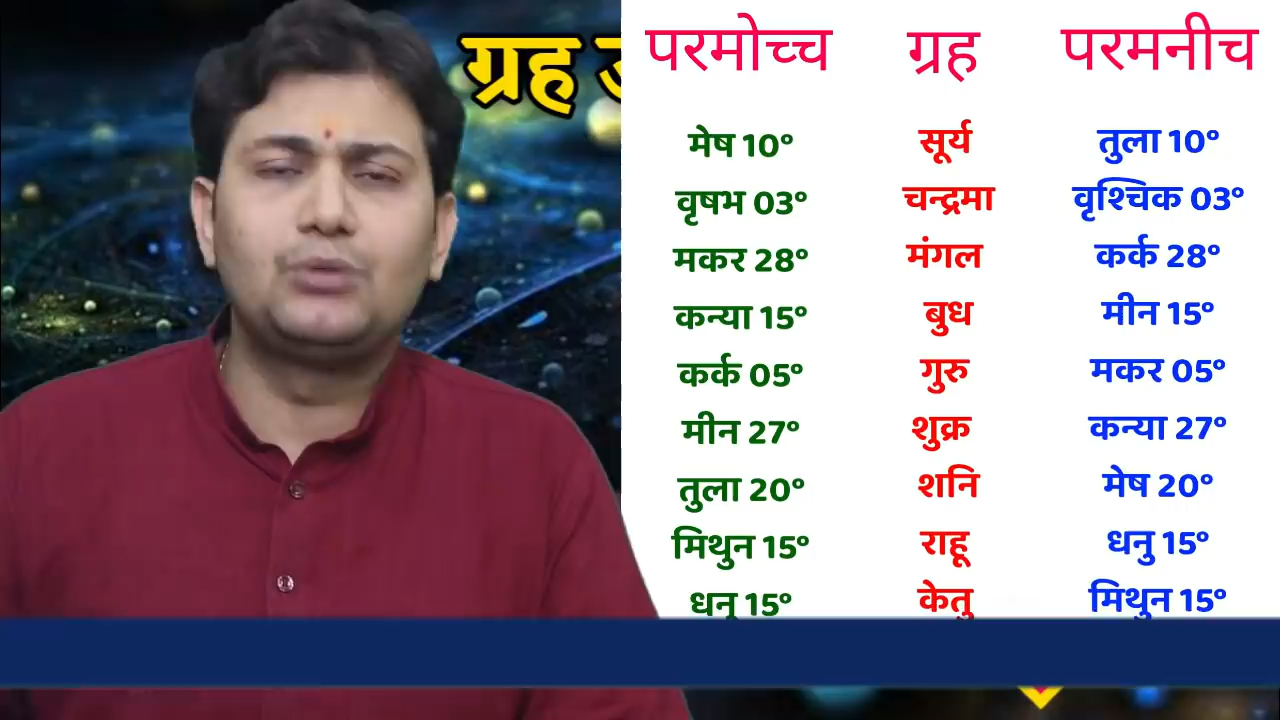 ग्रह
परमोच्च ग्रह परमनीच
मेष 10° सूर्य तुला 10°
वृषभ 03° चन्द्रमा वृश्चिक 03°
मकर 28° मंगल कर्क 28°
कन्या 15° बुध मीन 15°
कर्क 05° गुरु मकर 05°
मीन 27° शुक्र कन्या 27°
तुला 20° शनि मेष 20°
मिथुन 15° राहू धनु 15°
धनु 15° केतु मिथुन 15°